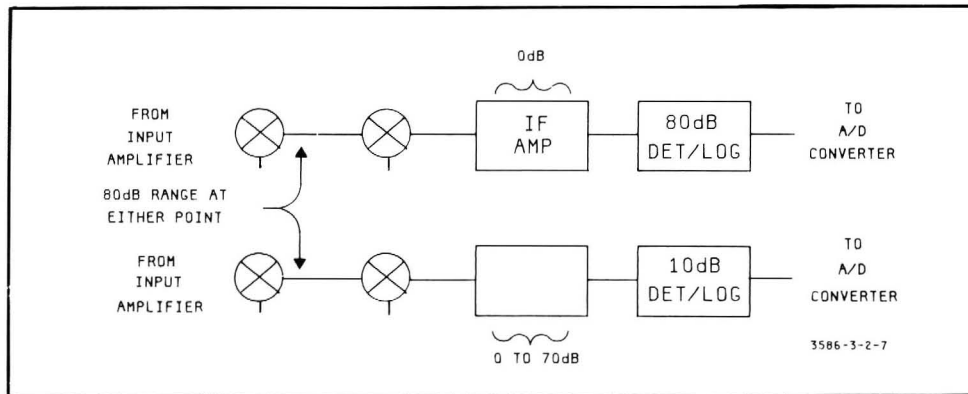 0dB
FROM
INPUT
AMPLIFIER
IF
AMP
80dB
DET/LOG
TO
A/D
CONVERTER
80dB RANGE AT
EITHER POINT
FROM
INPUT
AMPLIFIER
10dB
DET/LOG
TO
A/D
CONVERTER
0 TO 70dB
3586-3-2-7